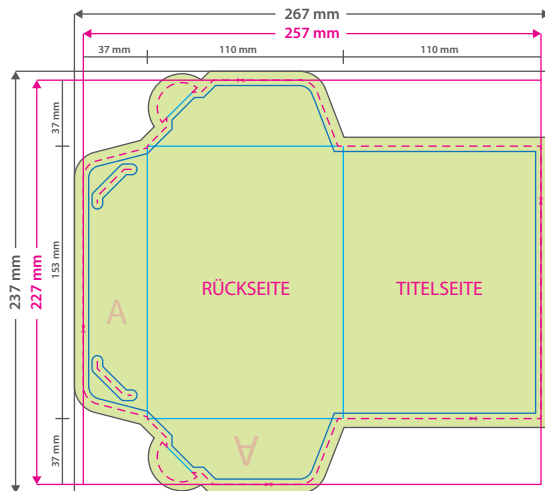 267 mm
257 mm
37 mm
110 mm
110 mm
37 mm
153 mm
37 mm
227 mm
237 mm
RÜCKSEITE
TITELSEITE
A
A